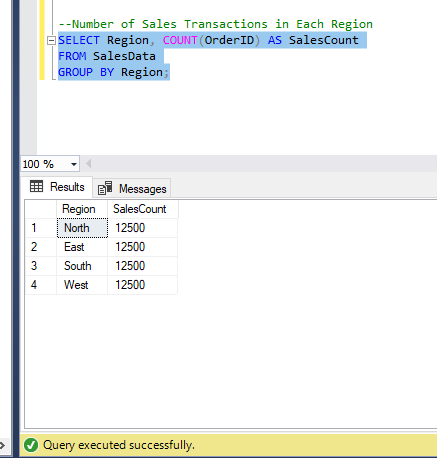 --Number of Sales Transactions in Each Region
SELECT Region, COUNT(OrderID) AS SalesCount
FROM SalesData
GROUP BY Region;
100 %
Results Messages
Region SalesCount
1 North 12500
2 East 12500
3 South 12500
4 West 12500
Query executed successfully.